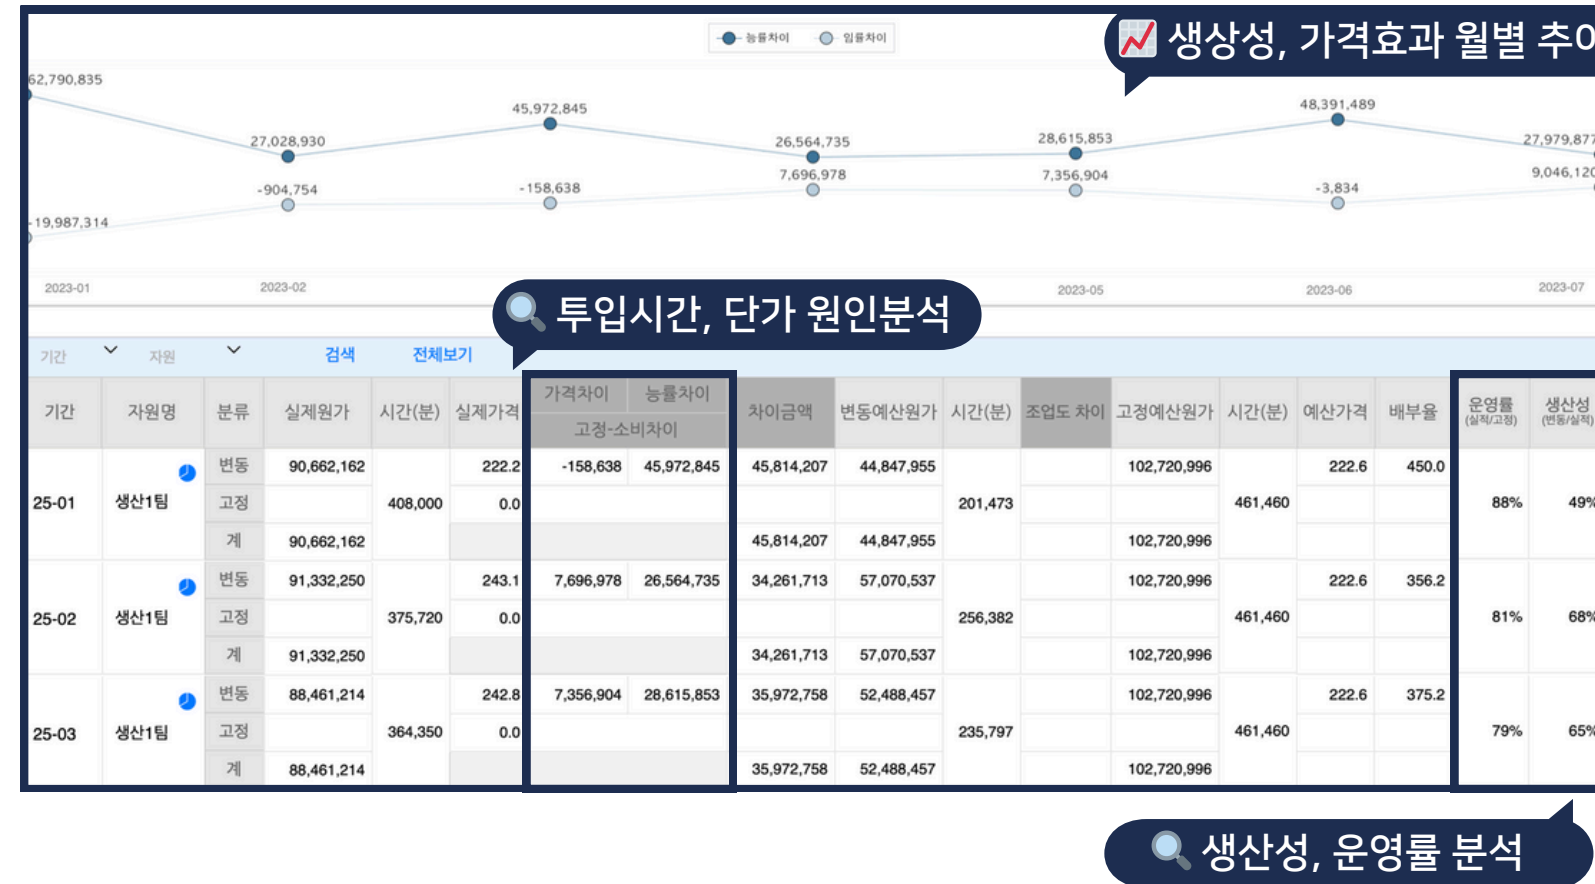 능률차이 임률차이
📈 생상성, 가격효과 월별 추이
62,790,835
27,028,930
45,972,845
26,564,735
28,615,853
48,391,489
27,979,877
-19,987,314
-904,754
-158,638
7,696,978
7,356,904
-3,834
9,046,120
2023-01 2023-02 2023-05 2023-06 2023-07
🔍 투입시간, 단가 원인분석
기간 자원 검색 전체보기
기간 자원명 분류 실제원가 시간(분) 실제가격 가격차이 능률차이 차이금액 변동예산원가 시간(분) 조업도 차이 고정예산원가 시간(분) 예산가격 배부율 운영률 생산성
고정-소비차이 (실적/고정) (변동/실적)
변동 90,662,162 222.2 -158,638 45,972,845 45,814,207 44,847,955 102,720,996 222.6 450.0
25-01 생산1팀 고정 408,000 0.0 201,473 461,460 88% 49%
계 90,662,162 45,814,207 44,847,955 102,720,996
변동 91,332,250 243.1 7,696,978 26,564,735 34,261,713 57,070,537 102,720,996 222.6 356.2
25-02 생산1팀 고정 375,720 0.0 256,382 461,460 81% 68%
계 91,332,250 34,261,713 57,070,537 102,720,996
변동 88,461,214 242.8 7,356,904 28,615,853 35,972,758 52,488,457 102,720,996 222.6 375.2
25-03 생산1팀 고정 364,350 0.0 235,797 461,460 79% 65%
계 88,461,214 35,972,758 52,488,457 102,720,996
🔍 생산성, 운영률 분석